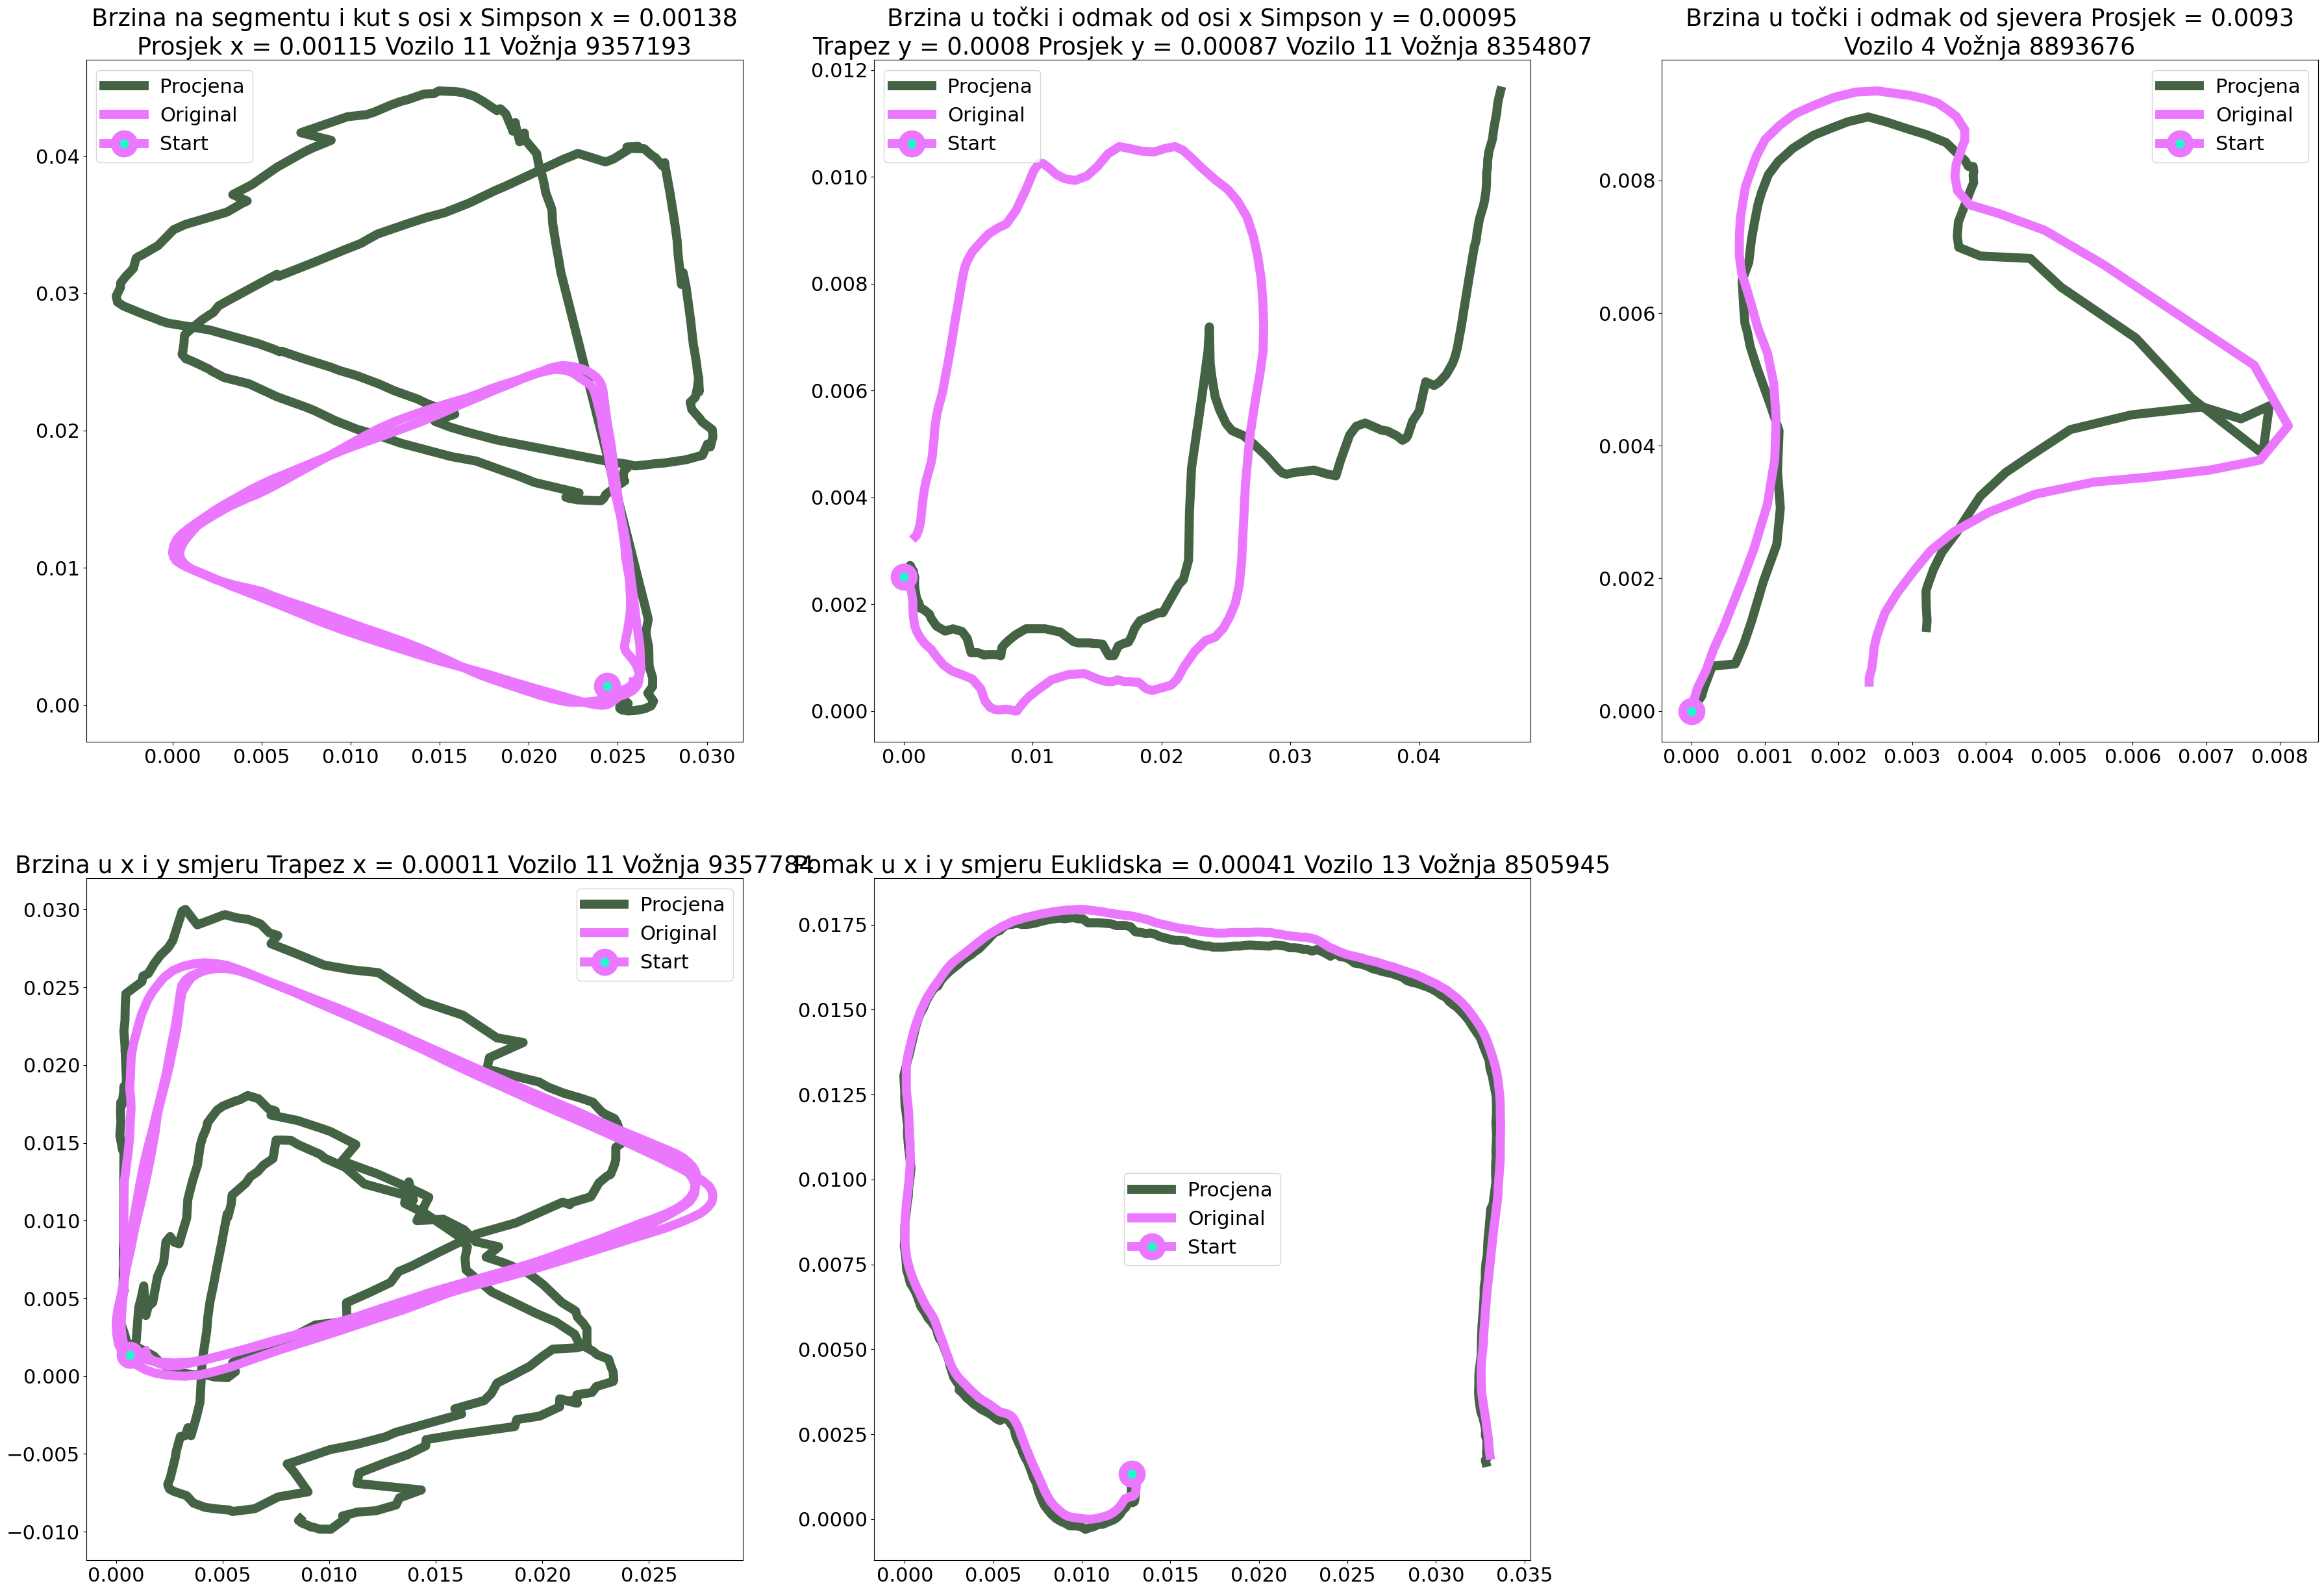 Brzina na segmentu i kut s osi x Simpson x = 0.00138
Prosjek x = 0.00115 Vozilo 11 Vožnja 9357193
Procjena
Original
Start
0.04
0.03
0.02
0.01
0.00
0.000 0.005 0.010 0.015 0.020 0.025 0.030
Brzina u točki i odmak od osi x Simpson y = 0.00095
Trapez y = 0.0008 Prosjek y = 0.00087 Vozilo 11 Vožnja 8354807
Procjena
Original
Start
0.012
0.010
0.008
0.006
0.004
0.002
0.000
0.00 0.01 0.02 0.03 0.04
Brzina u točki i odmak od sjevera Prosjek = 0.0093
Vozilo 4 Vožnja 8893676
Procjena
Original
Start
0.008
0.006
0.004
0.002
0.000
0.000 0.001 0.002 0.003 0.004 0.005 0.006 0.007 0.008
Brzina u x i y smjeru Trapez x = 0.00011 Vozilo 11 Vožnja 9357784
Procjena
Original
Start
0.030
0.025
0.020
0.015
0.010
0.005
0.000
−0.005
−0.010
0.000 0.005 0.010 0.015 0.020 0.025
Pomak u x i y smjeru Euklidska = 0.00041 Vozilo 13 Vožnja 8505945
Procjena
Original
Start
0.0175
0.0150
0.0125
0.0100
0.0075
0.0050
0.0025
0.0000
0.000 0.005 0.010 0.015 0.020 0.025 0.030 0.035